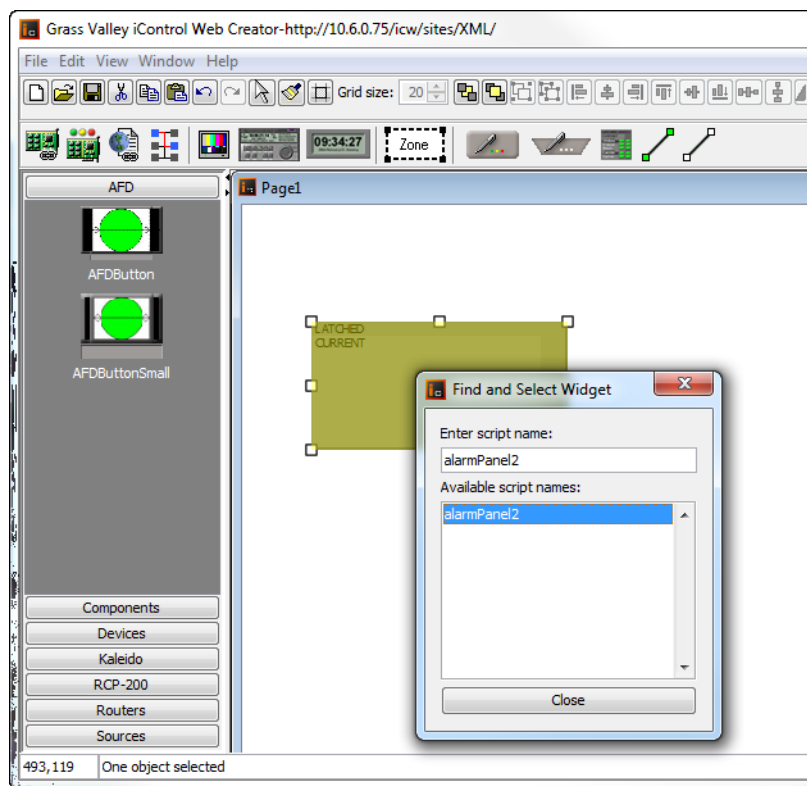 Grass Valley iControl Web Creator-http://10.6.0.75/icw/sites/XML/
File Edit View Window Help
Grid size: 20
09:34:27
Zone
AFD
Page1
AFDButton
AFDButtonSmall
LATCHED
CURRENT
Find and Select Widget
Enter script name:
alarmPanel2
Available script names:
alarmPanel2
Close
Components
Devices
Kaleido
RCP-200
Routers
Sources
493,119 One object selected